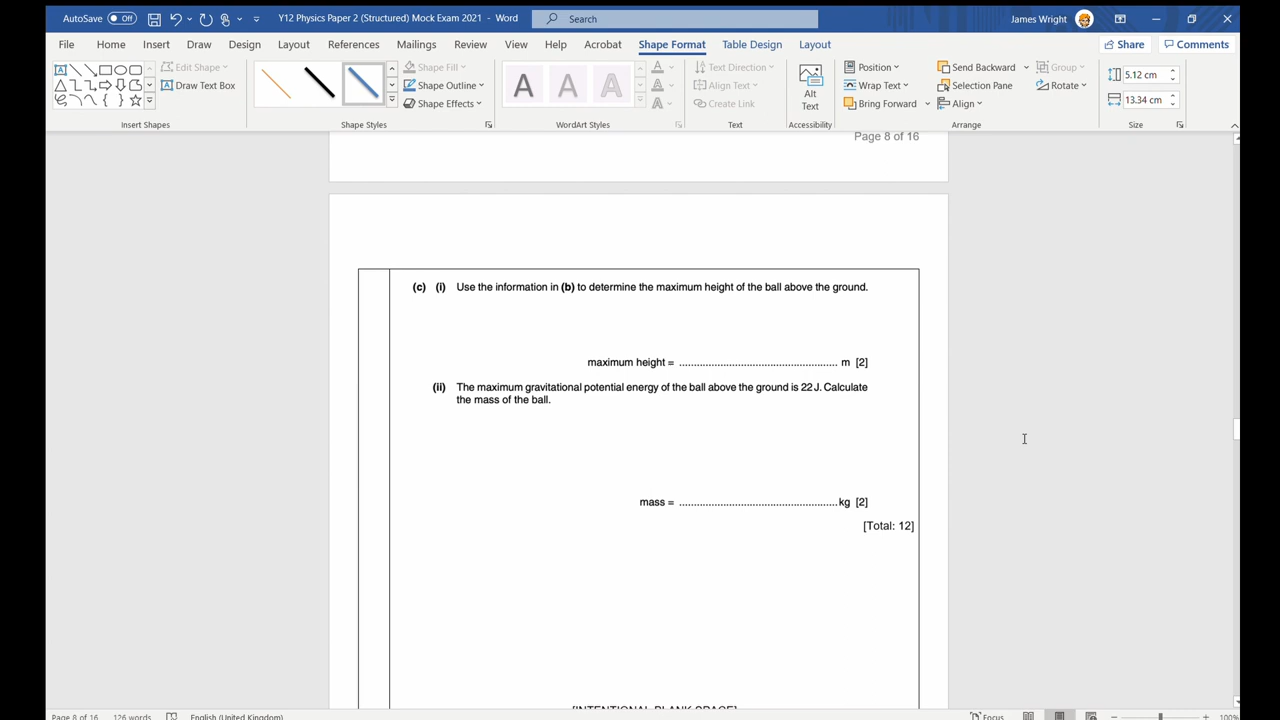 AutoSave Off Y12 Physics Paper 2 (Structured) Mock Exam 2021 - Word Search James Wright
File Home Insert Draw Design Layout References Mailings Review View Help Acrobat Shape Format Table Design Layout Share Comments
Edit Shape Shape Fill Text Direction Position Send Backward Group 5.12 cm
Draw Text Box Shape Outline Align Text Wrap Text Selection Pane Rotate
Alt Text
Shape Effects Create Link Bring Forward Align 13.34 cm
Insert Shapes Shape Styles WordArt Styles Text Accessibility Arrange Size
Page 8 of 16
(c) (i) Use the information in (b) to determine the maximum height of the ball above the ground.
maximum height = ..................................................... m [2]
(ii) The maximum gravitational potential energy of the ball above the ground is 22 J. Calculate
the mass of the ball.
mass = .....................................................kg [2]
[Total: 12]
[INTENTIONAL BLANK SPACE]
Page 8 of 16 126 words English (United Kingdom) Focus 100%